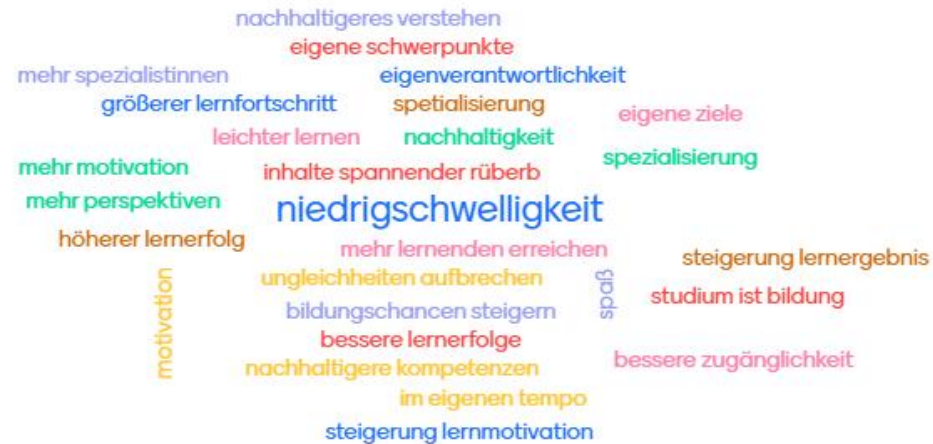 nachhaltigeres verstehen
eigene schwerpunkte
mehr spezialistinnen
eigenverantwortlichkeit
größerer lernfortschritt
spetialisierung
eigene ziele
leichter lernen
nachhaltigkeit
spezialisierung
mehr motivation
inhalte spannender rüberb
mehr perspektiven
niedrigschwelligkeit
höherer lernerfolg
mehr lernenden erreichen
steigerung lernergebnis
motivation
ungleichheiten aufbrechen
spaß
studium ist bildung
bildungschancen steigern
bessere lernerfolge
bessere zugänglichkeit
nachhaltigere kompetenzen
im eigenen tempo
steigerung lernmotivation